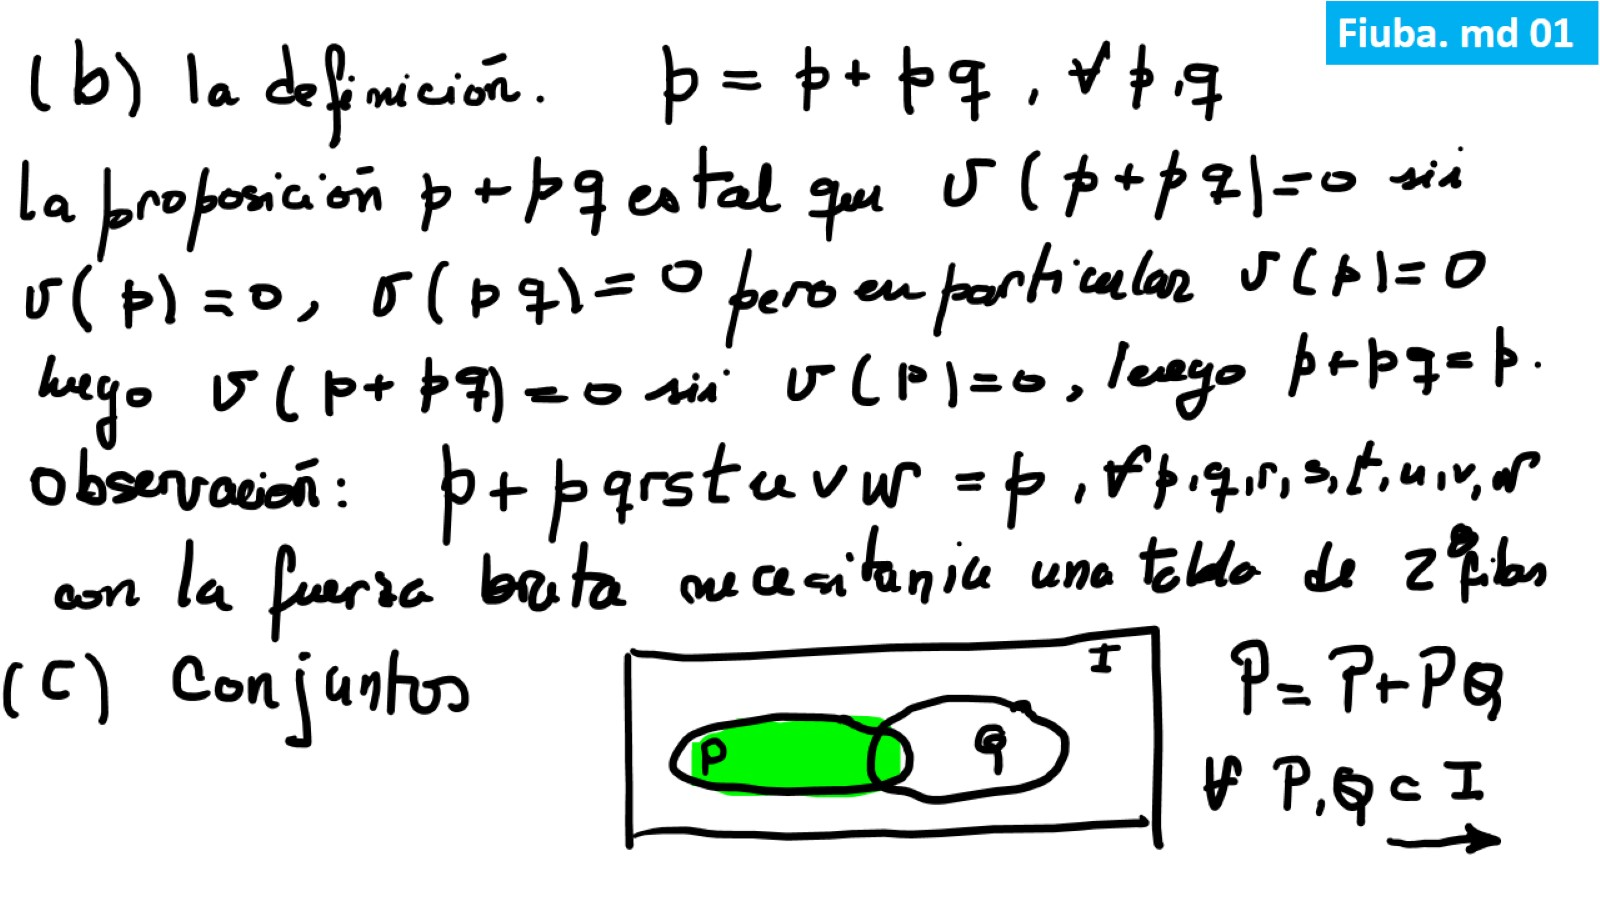 Fiuba. md 01
(b) la definición. p = p + pq, ∀ p,q
la proposición p + pq es tal que v(p + pq) = 0 sii
v(p) = 0, v(pq) = 0 pero en particular v(p) = 0
luego v(p + pq) = 0 sii v(p) = 0, luego p + pq = p.
Observación: p + pqrstuvw = p, ∀ p,q,r,s,t,u,v,w
con la fuerza bruta necesitaría una tabla de 2⁸ filas
(C) Conjuntos
I
P Q
P = P + PQ
∀ P,Q ⊂ I